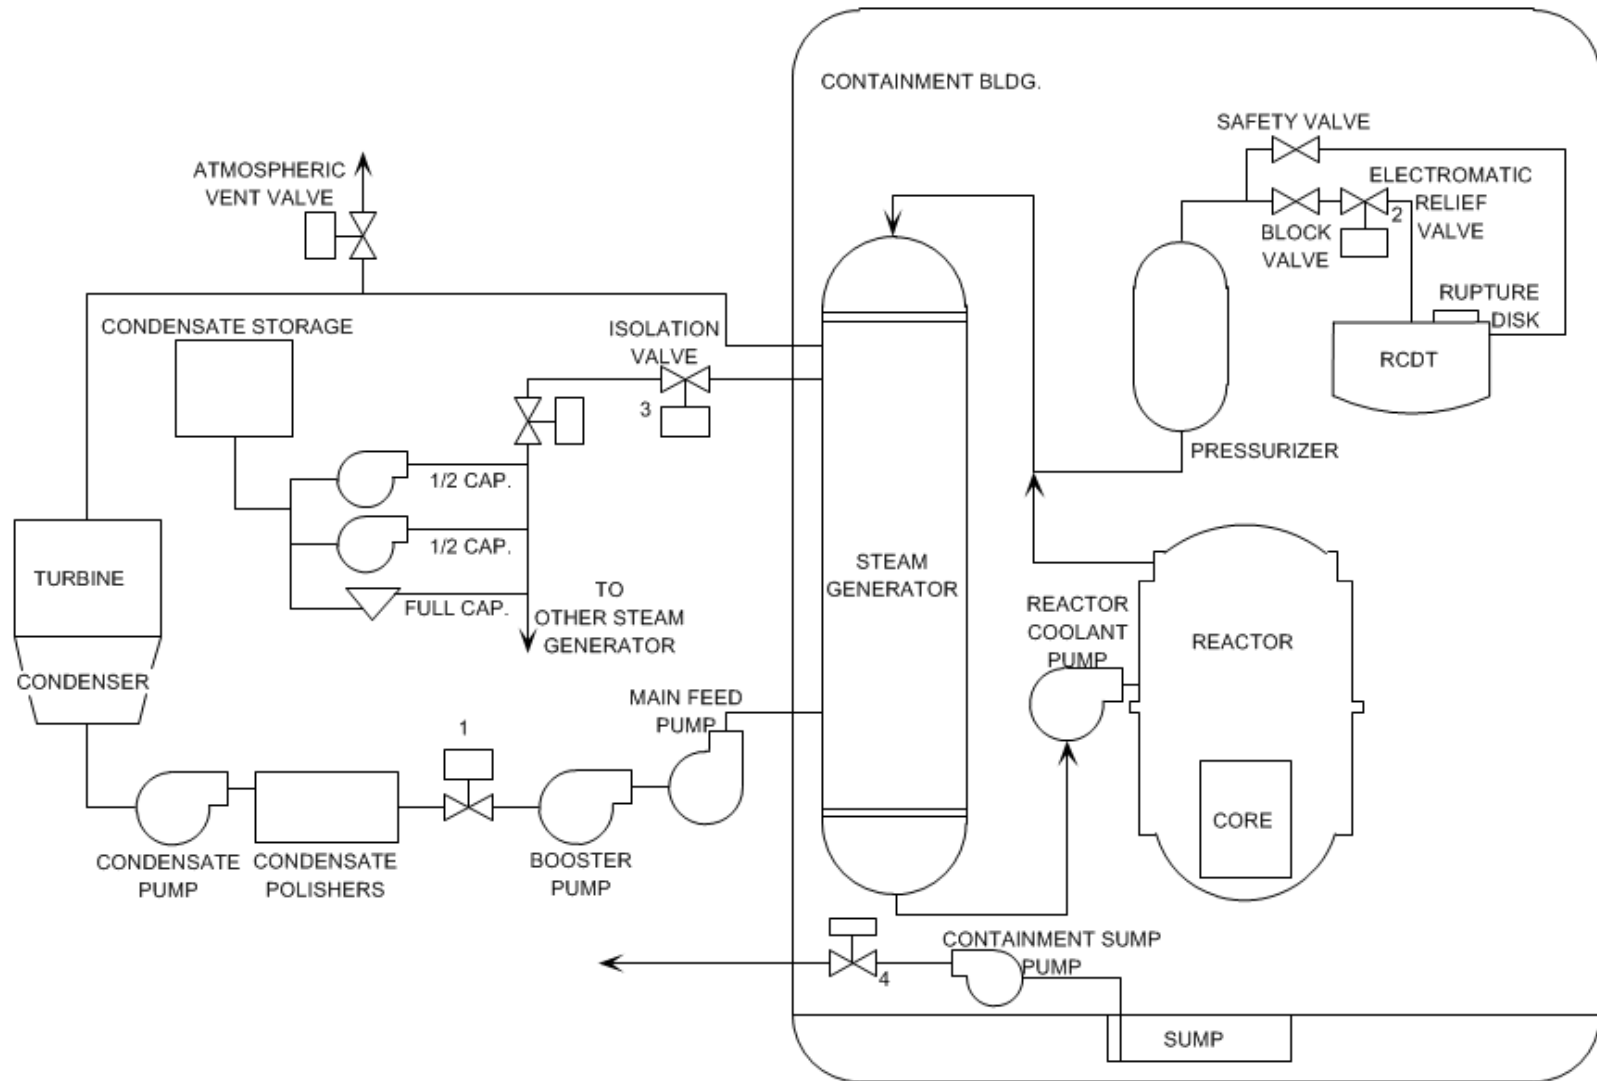 CONTAINMENT BLDG.
SAFETY VALVE
ELECTROMATIC
RELIEF
VALVE
2
BLOCK
VALVE
RUPTURE
DISK
RCDT
PRESSURIZER
ATMOSPHERIC
VENT VALVE
CONDENSATE STORAGE
ISOLATION
VALVE
3
1/2 CAP.
1/2 CAP.
FULL CAP.
TO
OTHER STEAM
GENERATOR
TURBINE
CONDENSER
STEAM
GENERATOR
REACTOR
COOLANT
PUMP
REACTOR
CORE
MAIN FEED
PUMP
1
CONDENSATE
PUMP
CONDENSATE
POLISHERS
BOOSTER
PUMP
CONTAINMENT SUMP
PUMP
4
SUMP